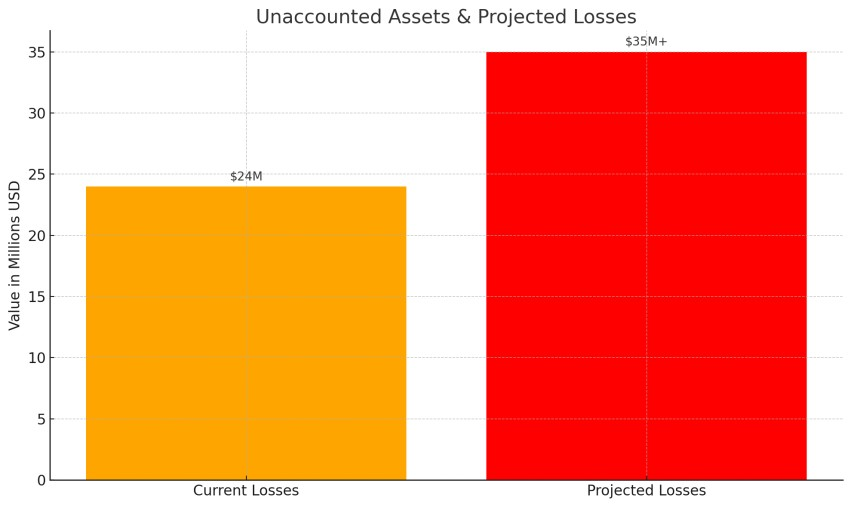 Unaccounted Assets & Projected Losses
$35M+
$24M
Value in Millions USD
35
30
25
20
15
10
5
0
Current Losses
Projected Losses